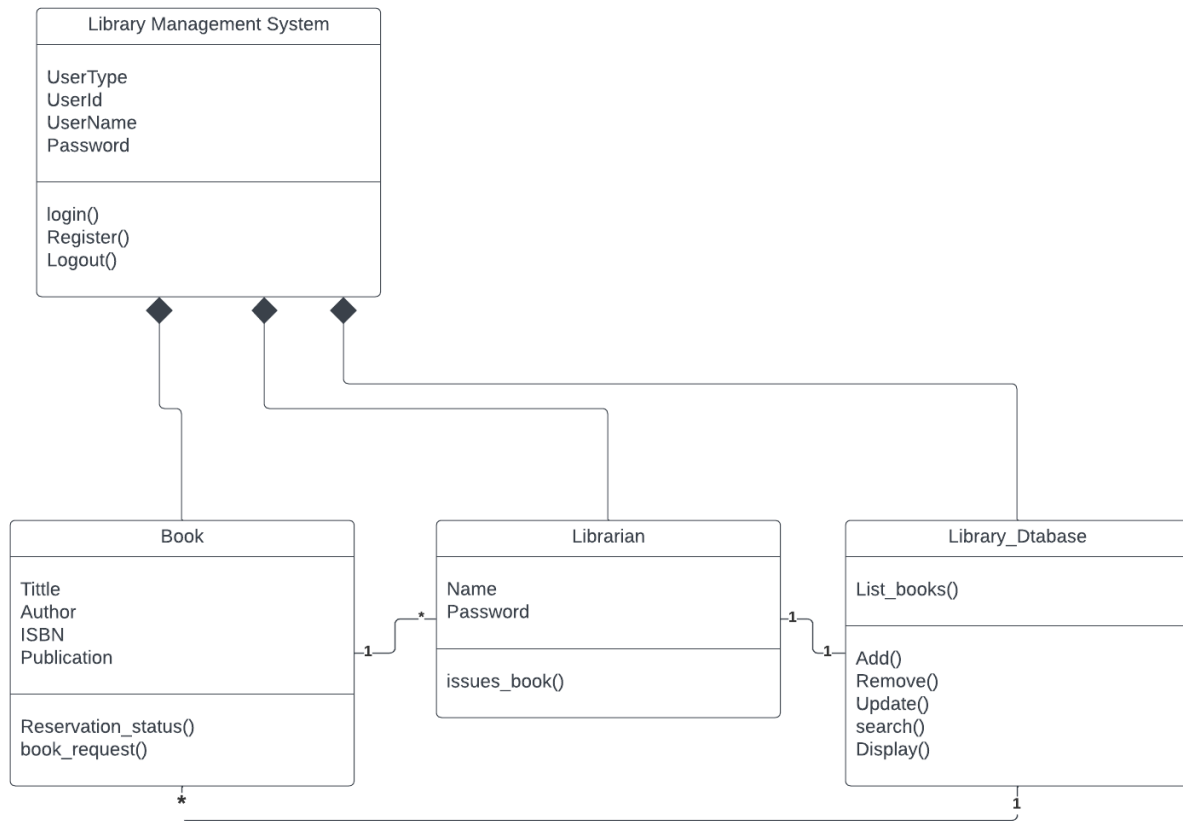 Library Management System
UserType
UserId
UserName
Password
login()
Register()
Logout()
Book
Tittle
Author
ISBN
Publication
Reservation_status()
book_request()
1
*
Librarian
Name
Password
issues_book()
1
1
Library_Dtabase
List_books()
Add()
Remove()
Update()
search()
Display()
*
1